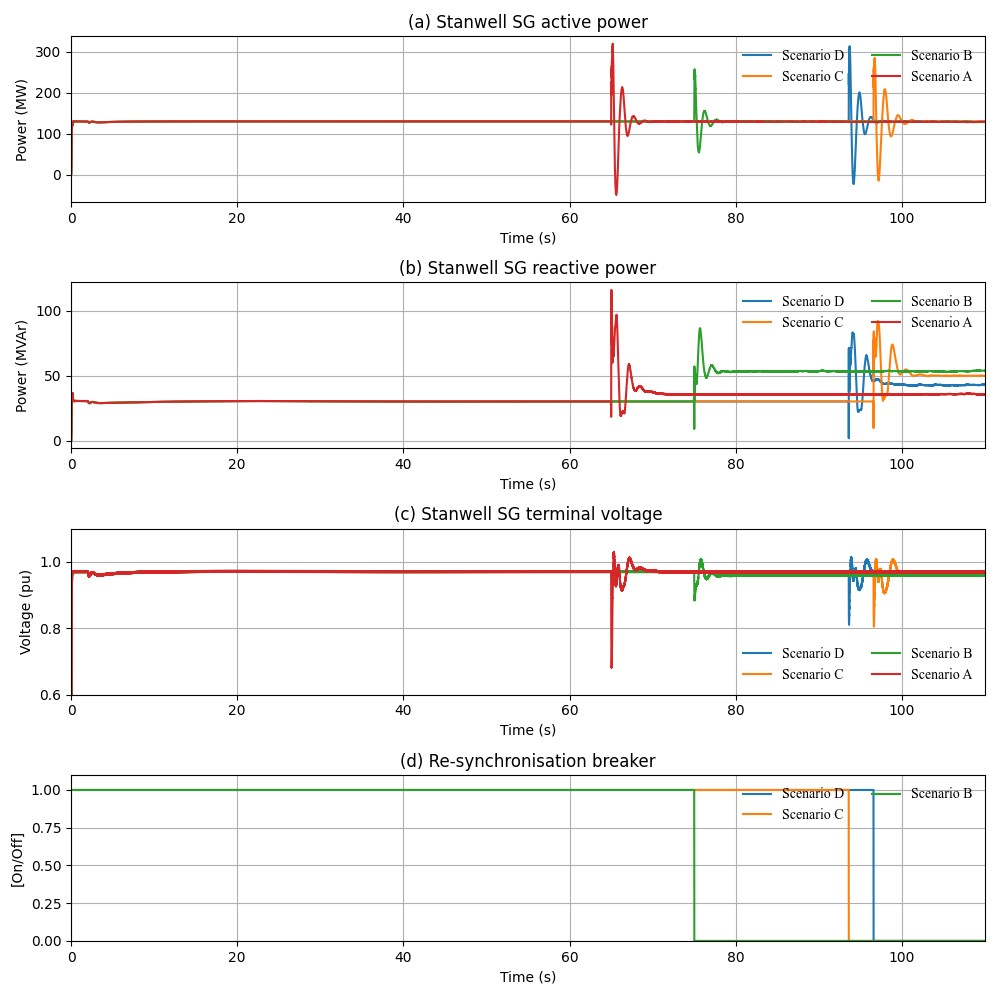 (a) Stanwell SG active power
300
200
100
0
Power (MW)
Scenario D
Scenario C
Scenario B
Scenario A
0 20 40 60 80 100
Time (s)
(b) Stanwell SG reactive power
100
50
0
Power (MVAr)
Scenario D
Scenario C
Scenario B
Scenario A
0 20 40 60 80 100
Time (s)
(c) Stanwell SG terminal voltage
1.0
0.8
0.6
Voltage (pu)
Scenario D
Scenario C
Scenario B
Scenario A
0 20 40 60 80 100
Time (s)
(d) Re-synchronisation breaker
1.00
0.75
0.50
0.25
0.00
[On/Off]
Scenario D
Scenario C
Scenario B
0 20 40 60 80 100
Time (s)